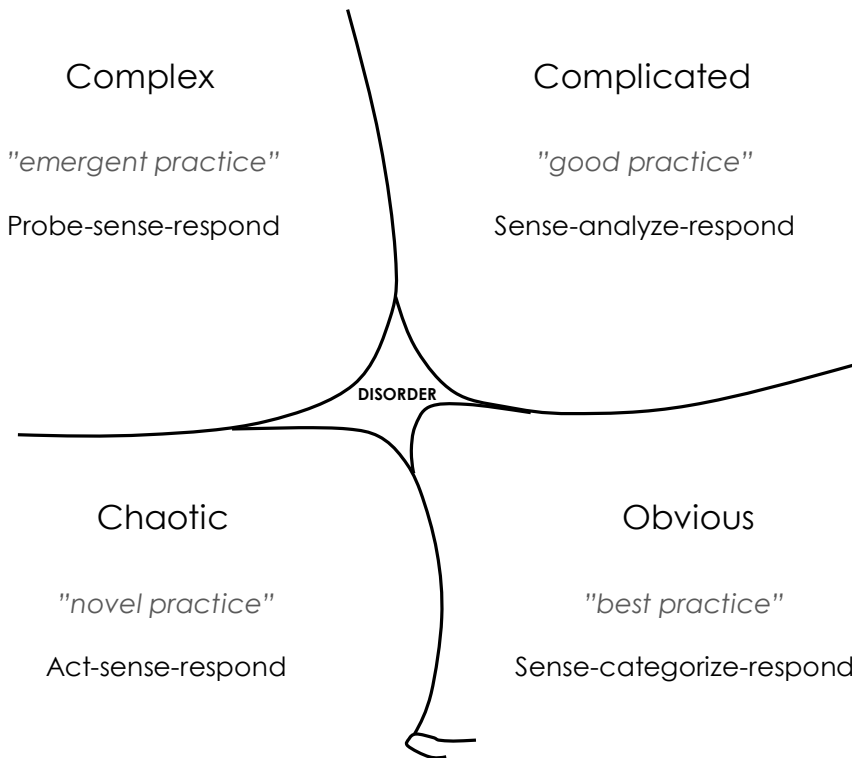 Complex
”emergent practice”
Probe-sense-respond
Complicated
”good practice”
Sense-analyze-respond
DISORDER
Chaotic
”novel practice”
Act-sense-respond
Obvious
”best practice”
Sense-categorize-respond